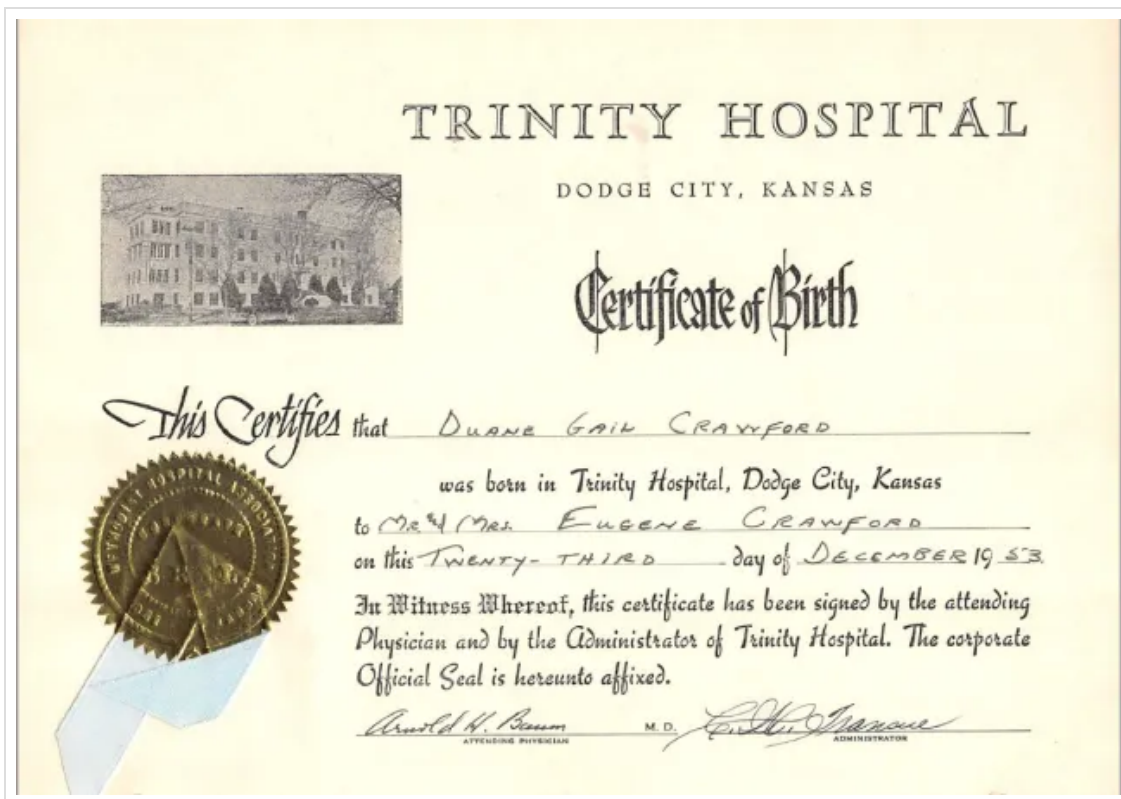 TRINITY HOSPITAL
DODGE CITY, KANSAS
Certificate of Birth
This Certifies that DUANE GAIL CRAWFORD
was born in Trinity Hospital, Dodge City, Kansas
to MR & MRS. EUGENE CRAWFORD
on this TWENTY-THIRD day of DECEMBER 1953.
In Witness Whereof, this certificate has been signed by the attending
Physician and by the Administrator of Trinity Hospital. The corporate
Official Seal is hereunto affixed.
Arnold H. Baum M. D.
ATTENDING PHYSICIAN ADMINISTRATOR
HOSPITAL